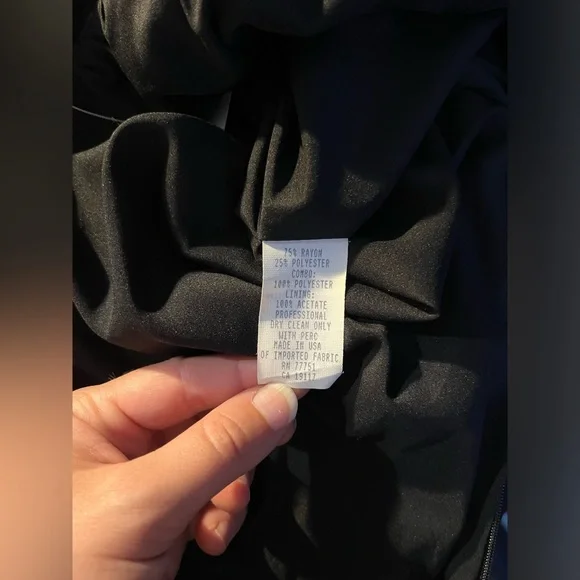 75% RAYON
25% POLYESTER
COMBO:
100% POLYESTER
LINING:
100% ACETATE
PROFESSIONAL
DRY CLEAN ONLY
WITH PERC
MADE IN USA
OF IMPORTED FABRIC
RN 77751
CA 19117